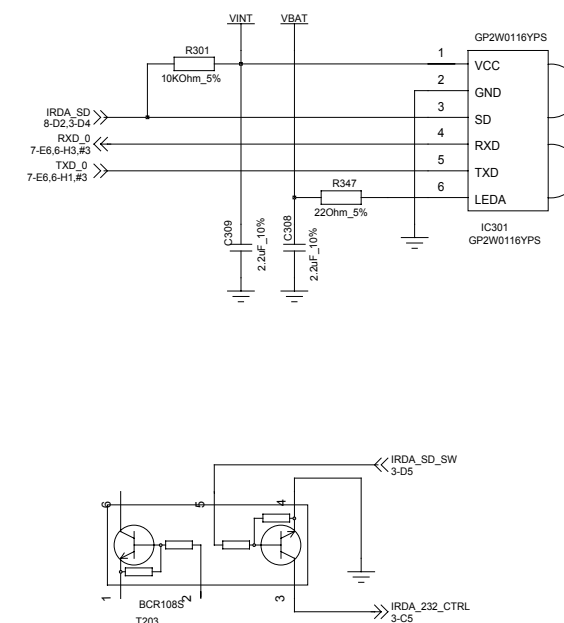 VINT
VBAT
GP2W0116YPS
R301
10KOhm_5%
1
VCC
2
GND
IRDA_SD
8-D2,3-D4
3
SD
RXD_0
7-E6,6-H3,#3
4
RXD
TXD_0
7-E6,6-H1,#3
5
TXD
R347
22Ohm_5%
6
LEDA
C309
2.2uF_10%
C308
2.2uF_10%
IC301
GP2W0116YPS
IRDA_SD_SW
3-D5
6
5
4
1
2
3
BCR108S
T203
IRDA_232_CTRL
3-C5